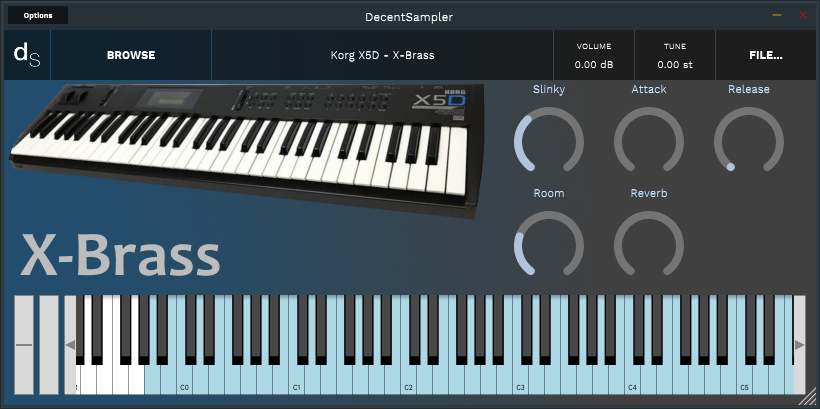 Options
DecentSampler
dS
BROWSE
Korg X5D - X-Brass
VOLUME
0.00 dB
TUNE
0.00 st
FILE...
Slinky
Attack
Release
KORG
X5D
Room
Reverb
X-Brass
C0
C1
C2
C3
C4
C5